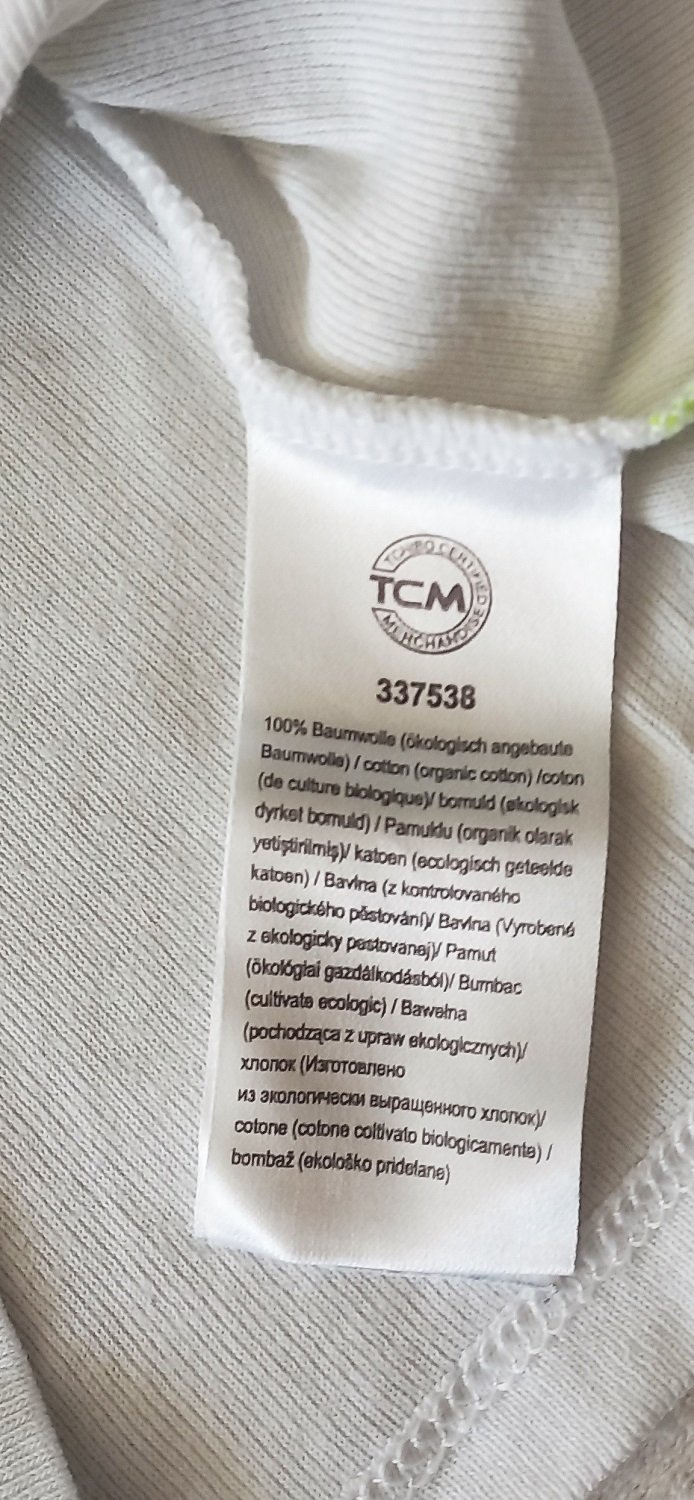 TCHIBO CERTIFIED
TCM
MERCHANDISE
337538
100% Baumwolle (ökologisch angebaute
Baumwolle) / cotton (organic cotton) /coton
(de culture biologique)/ bomuld (økologisk
dyrket bomuld) / Pamuklu (organik olarak
yetiştirilmiş)/ katoen (ecologisch geteelde
katoen) / Bavlna (z kontrolovaného
biologického pěstování)/ Bavlna (Vyrobené
z ekologicky pestovanej)/ Pamut
(ökológiai gazdálkodásból)/ Bumbac
(cultivate ecologic) / Bawełna
(pochodząca z upraw ekologicznych)/
хлопок (Изготовлено
из экологически выращенного хлопок)/
cotone (cotone coltivato biologicamente) /
bombaž (ekološko pridelane)